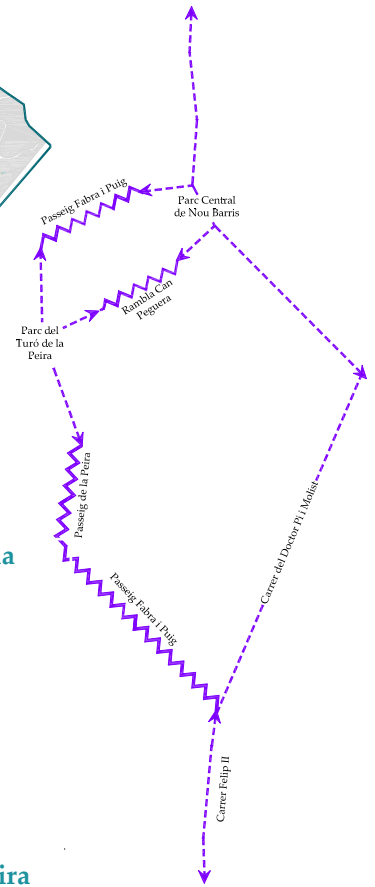 Passeig Fabra i Puig
Parc Central
de Nou Barris
Rambla Can
Peguera
Parc del
Turó de la
Peira
Passeig de la Peira
Carrer del Doctor Pi i Molist
a
Passeig Fabra i Puig
Carrer Felip II
ira